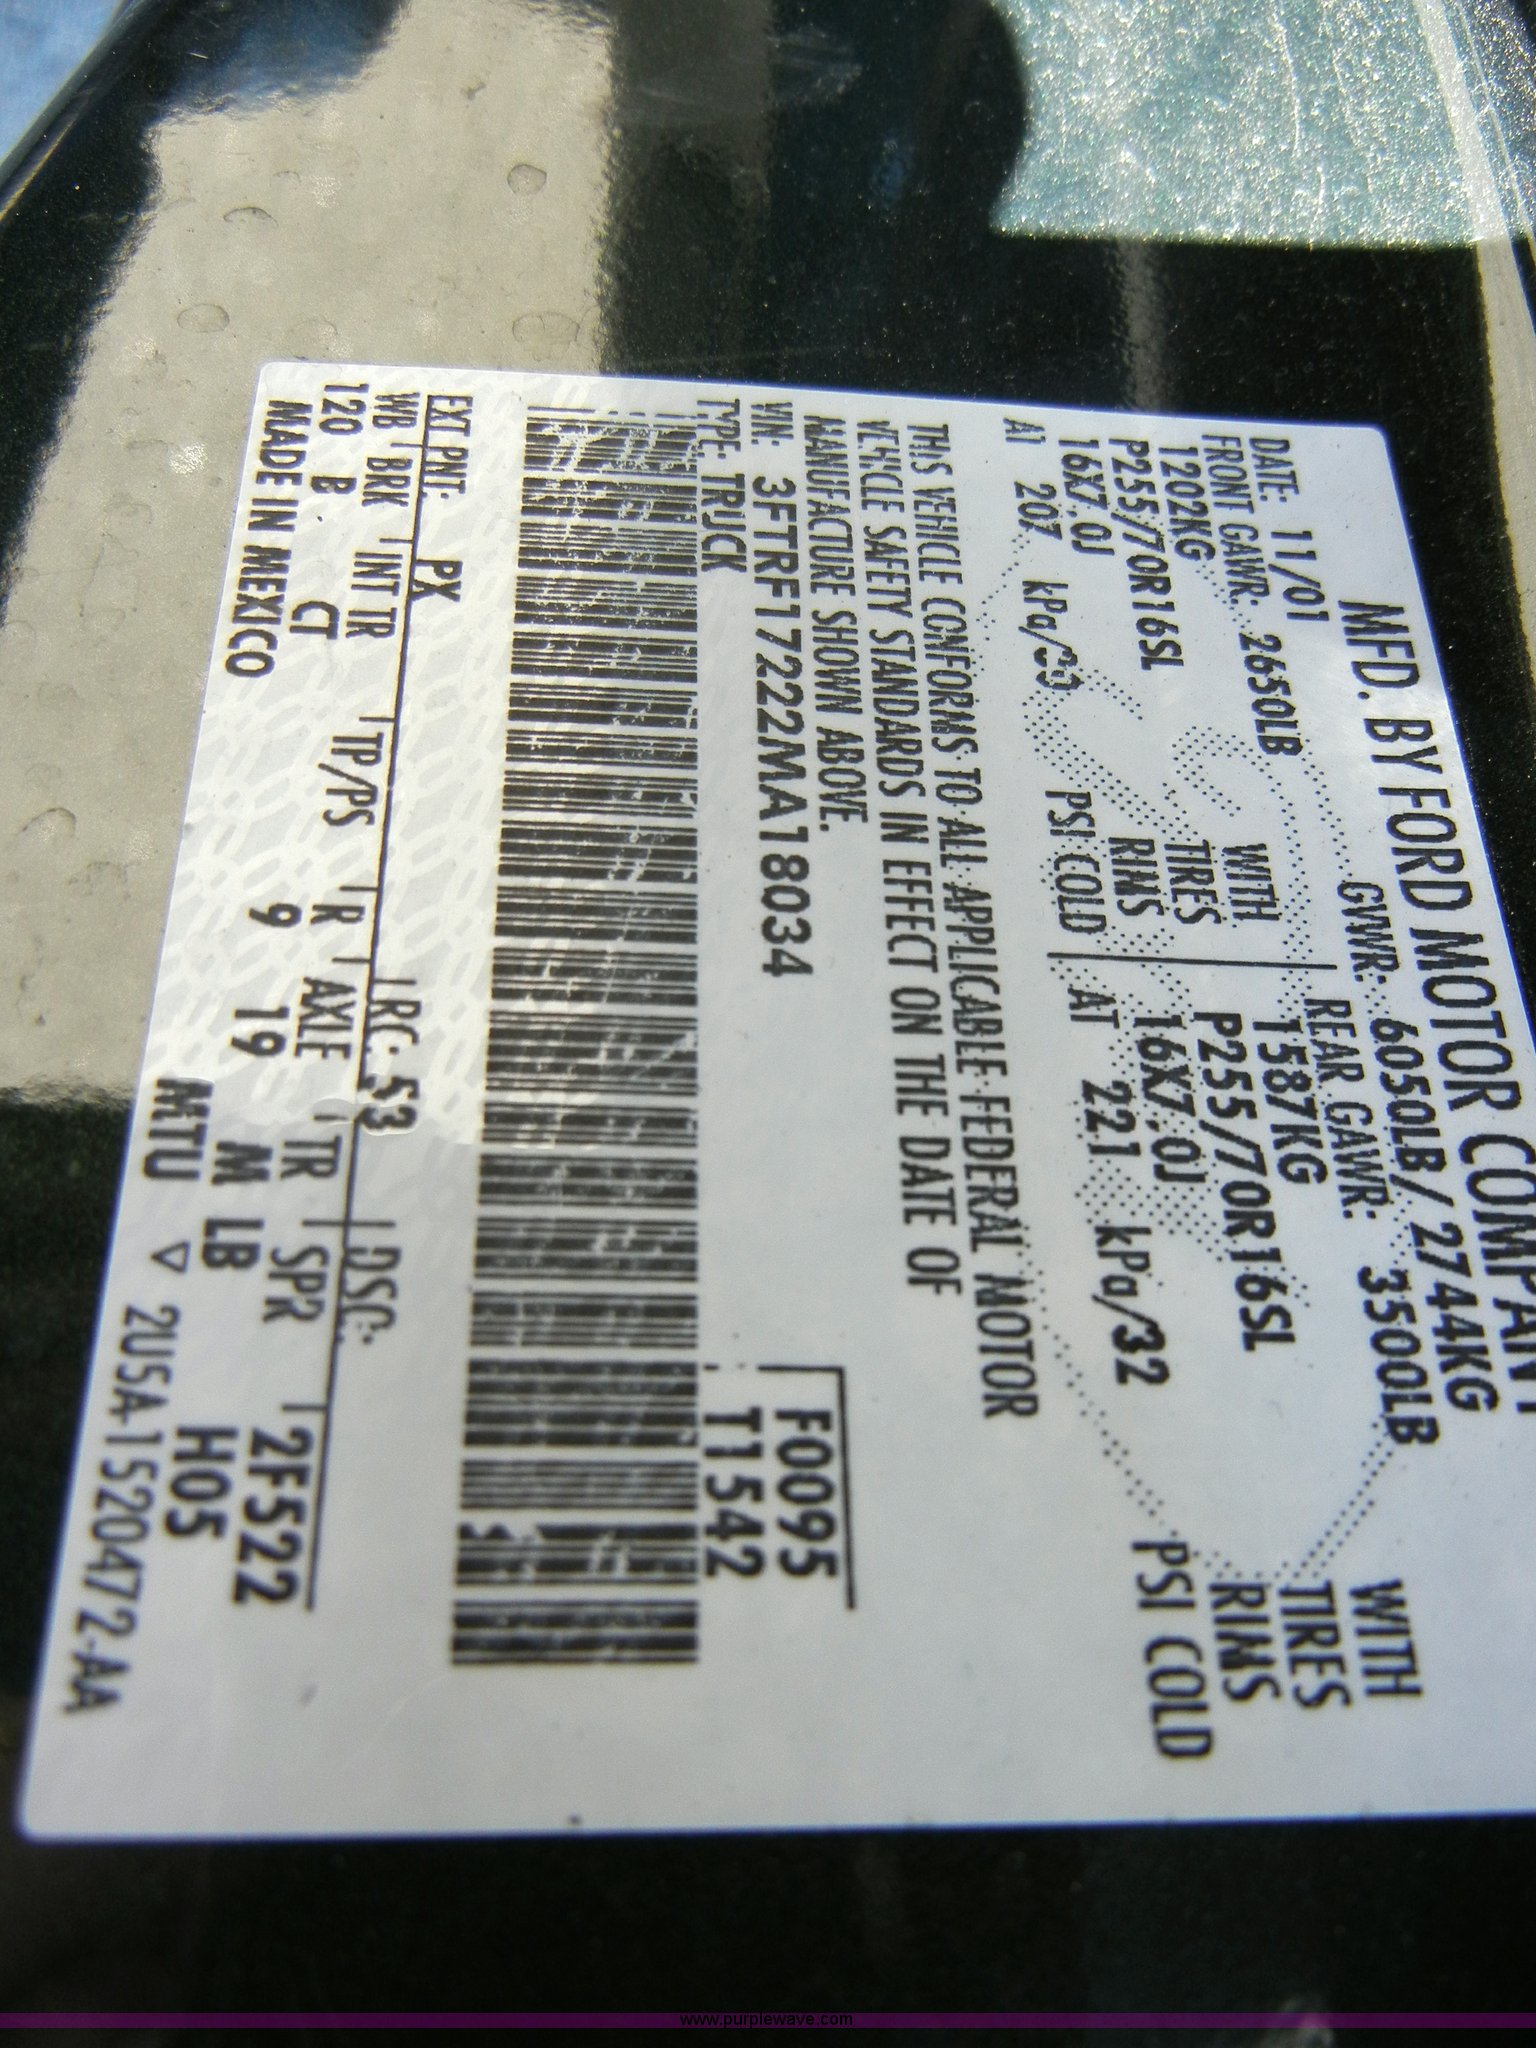 MFD. BY FORD MOTOR COMPANY
DATE: 11/01 GVWR: 6050LB/ 2744KG
FRONT GAWR: 2650LB REAR GAWR: 3500LB
1202KG WITH 1587KG WITH
P255/70R16SL TIRES P255/70R16SL TIRES
16X7.0J RIMS 16X7.0J RIMS
AT 207 kPa/30 PSI COLD AT 221 kPa/32 PSI COLD
THIS VEHICLE CONFORMS TO ALL APPLICABLE FEDERAL MOTOR
VEHICLE SAFETY STANDARDS IN EFFECT ON THE DATE OF
MANUFACTURE SHOWN ABOVE.
VIN: 3FTRF17222MA18034 F0095
TYPE: TRUCK T1542
EXT PNT: PX RC: 53 DSO:
WB BRK INT TR TP/PS R AXLE TR SPR 2F522
120 B CT 9 19 M LB H05
MADE IN MEXICO MTU ▽ 2U5A-1520472-AA
www.purplewave.com